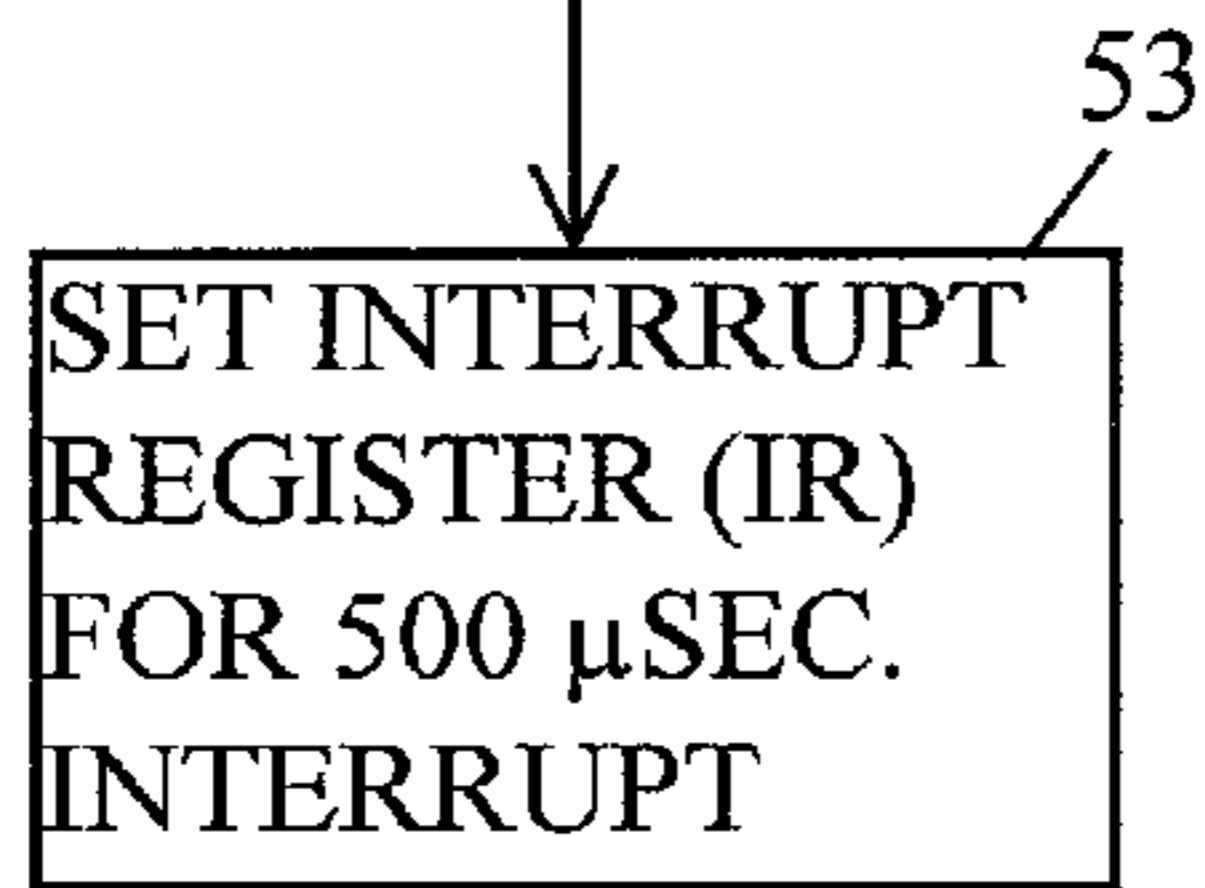 53
SET INTERRUPT
REGISTER (IR)
FOR 500 µSEC.
INTERRUPT